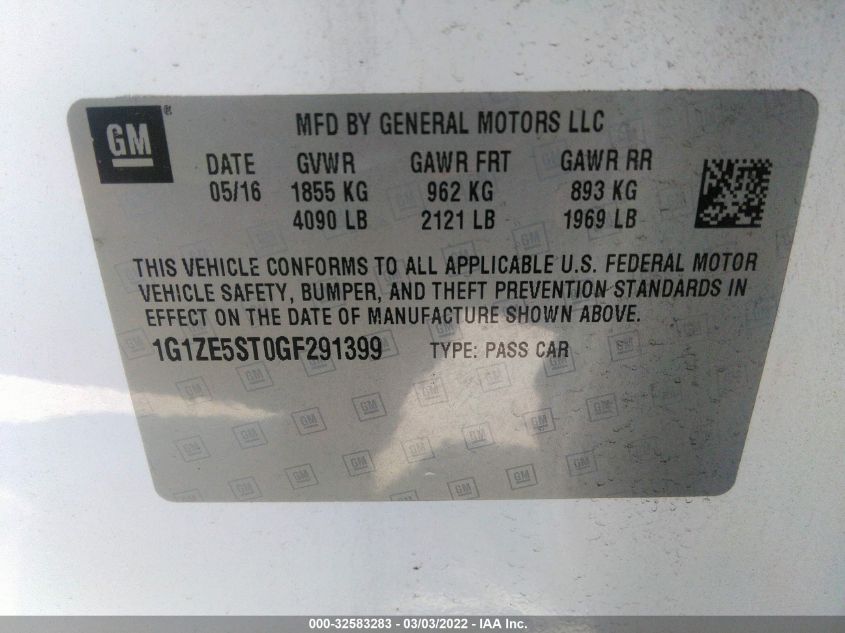 GM ® MFD BY GENERAL MOTORS LLC
DATE GVWR GAWR FRT GAWR RR
05/16 1855 KG 962 KG 893 KG
4090 LB 2121 LB 1969 LB
THIS VEHICLE CONFORMS TO ALL APPLICABLE U.S. FEDERAL MOTOR
VEHICLE SAFETY, BUMPER, AND THEFT PREVENTION STANDARDS IN
EFFECT ON THE DATE OF MANUFACTURE SHOWN ABOVE.
1G1ZE5ST0GF291399 TYPE: PASS CAR
000-32583283 - 03/03/2022 - IAA Inc.